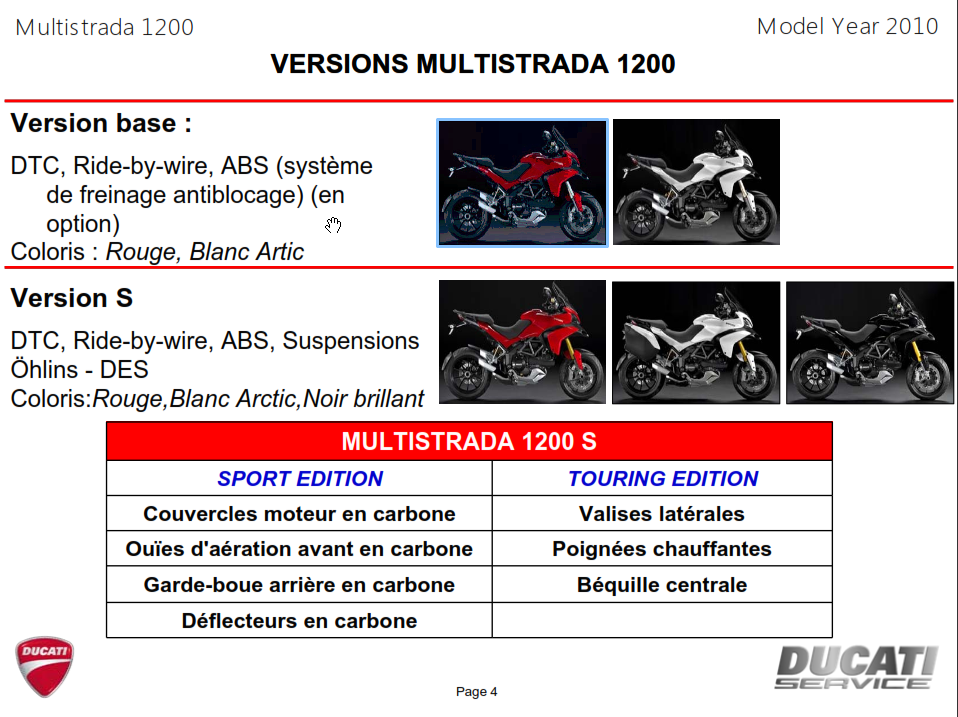 Multistrada 1200
Model Year 2010
VERSIONS MULTISTRADA 1200
Version base :
DTC, Ride-by-wire, ABS (système
de freinage antiblocage) (en
option)
Coloris : Rouge, Blanc Artic
Version S
DTC, Ride-by-wire, ABS, Suspensions
Öhlins - DES
Coloris:Rouge,Blanc Arctic,Noir brillant
MULTISTRADA 1200 S
SPORT EDITION
TOURING EDITION
Couvercles moteur en carbone
Valises latérales
Ouïes d'aération avant en carbone
Poignées chauffantes
Garde-boue arrière en carbone
Béquille centrale
Déflecteurs en carbone
DUCATI
DUCATI
SERVICE
Page 4